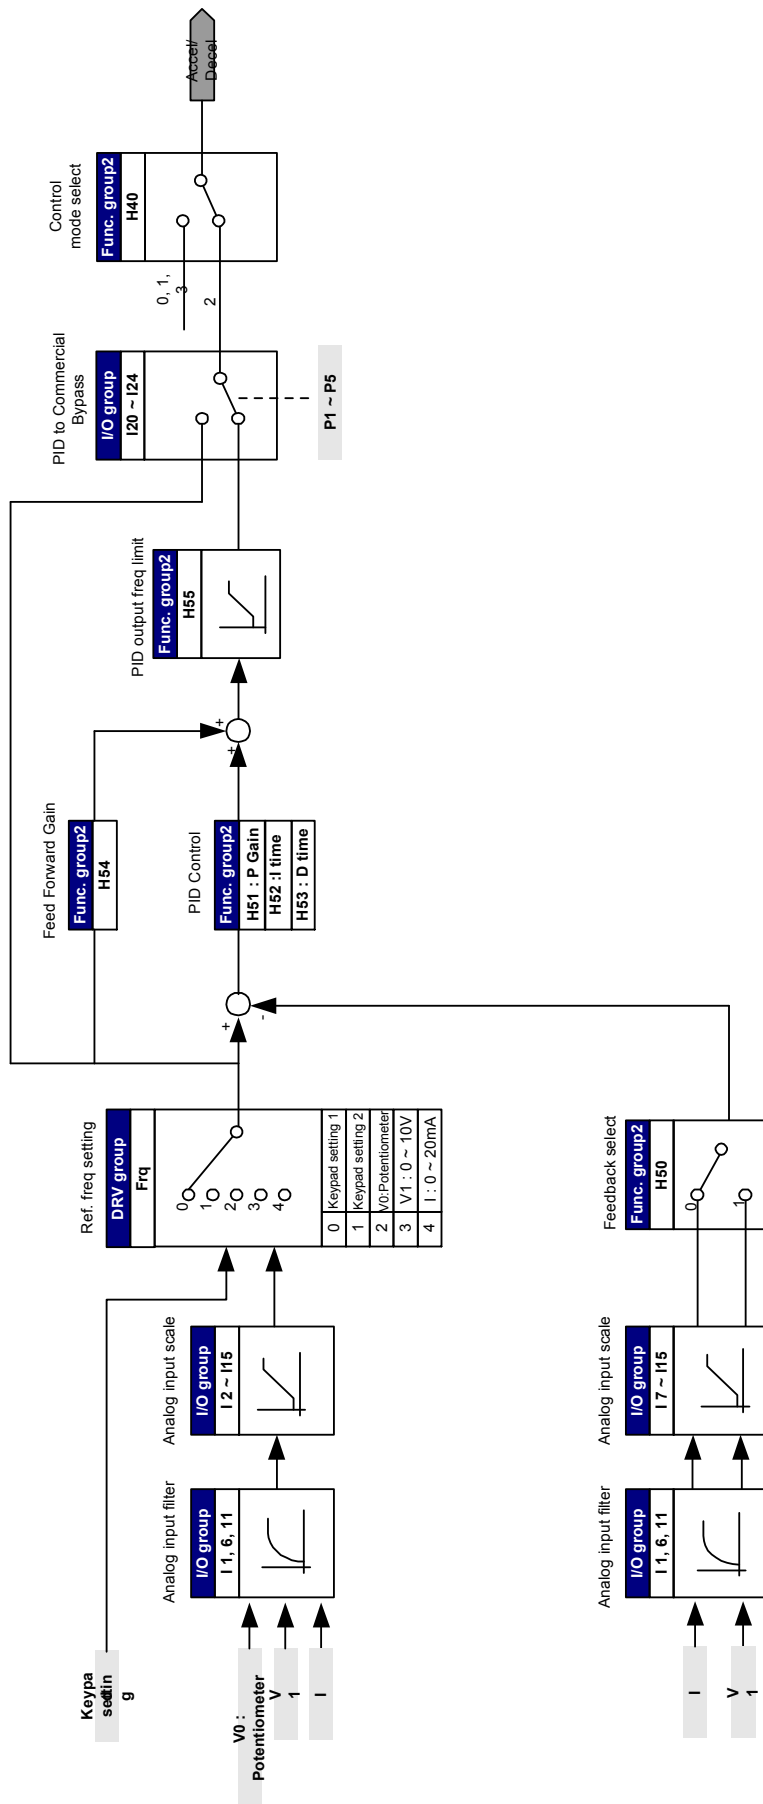 Keypad
settin
g
V0 :
Potentiometer
V
1
I
Analog input filter
I/O group
I 1, 6, 11
Analog input scale
I/O group
I 2 ~ I15
Ref. freq setting
DRV group
Frq
0
1
2
3
4
0 Keypad setting 1
1 Keypad setting 2
2 V0:Potentiometer
3 V1 : 0 ~ 10V
4 I : 0 ~ 20mA
+
-
Feed Forward Gain
Func. group2
H54
PID Control
Func. group2
H51 : P Gain
H52 :I time
H53 : D time
+
+
PID output freq limit
Func. group2
H55
PID to Commercial
Bypass
I/O group
I20 ~ I24
P1 ~ P5
0, 1,
3
2
Control
mode select
Func. group2
H40
Accel/
Decel
I
V
1
Analog input filter
I/O group
I 1, 6, 11
Analog input scale
I/O group
I 7 ~ I15
Feedback select
Func. group2
H50
0
1